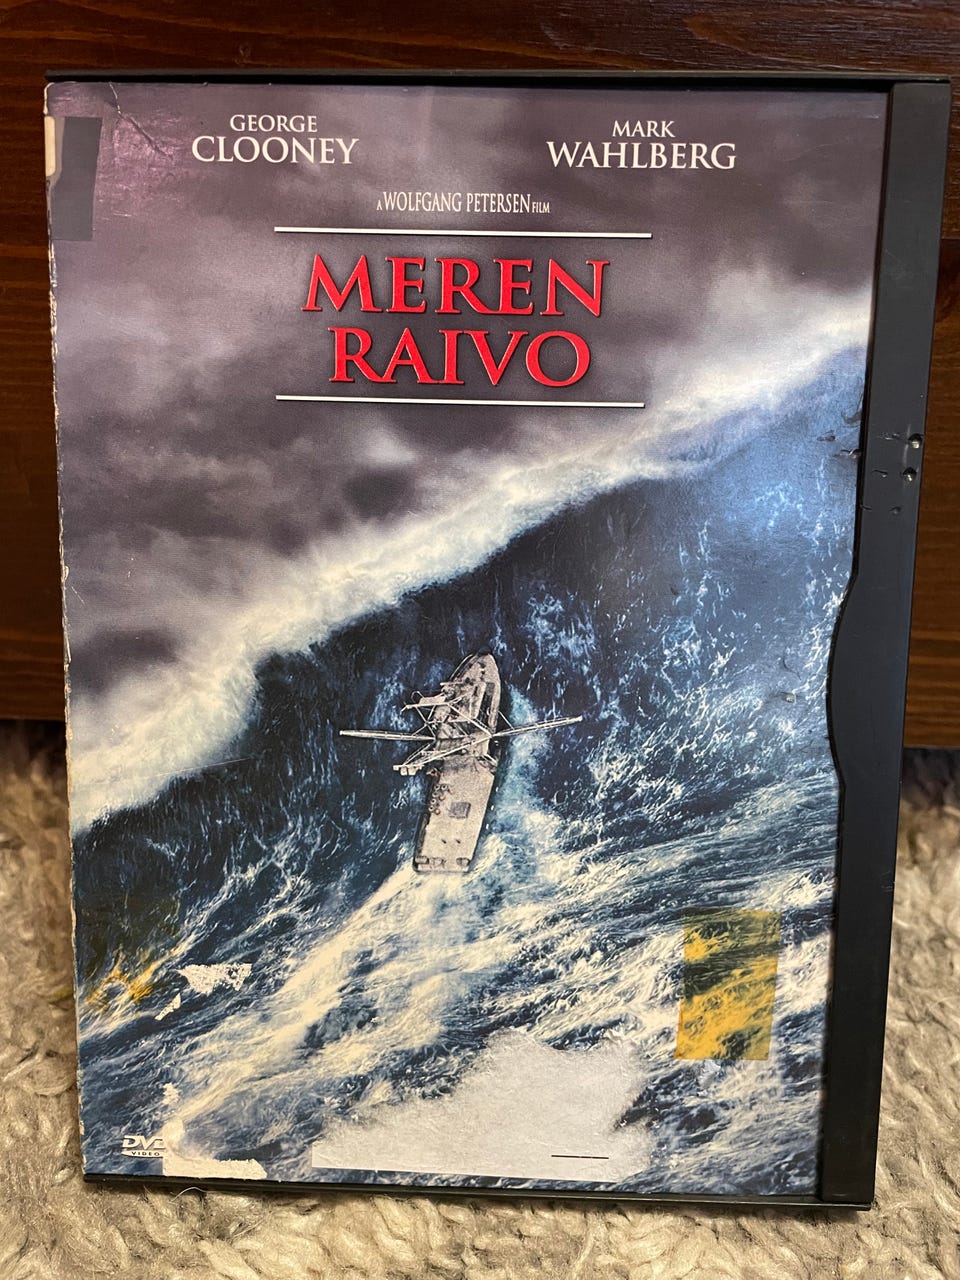 GEORGE
CLOONEY
MARK
WAHLBERG
A WOLFGANG PETERSEN FILM
MEREN
RAIVO
DVD
VIDEO